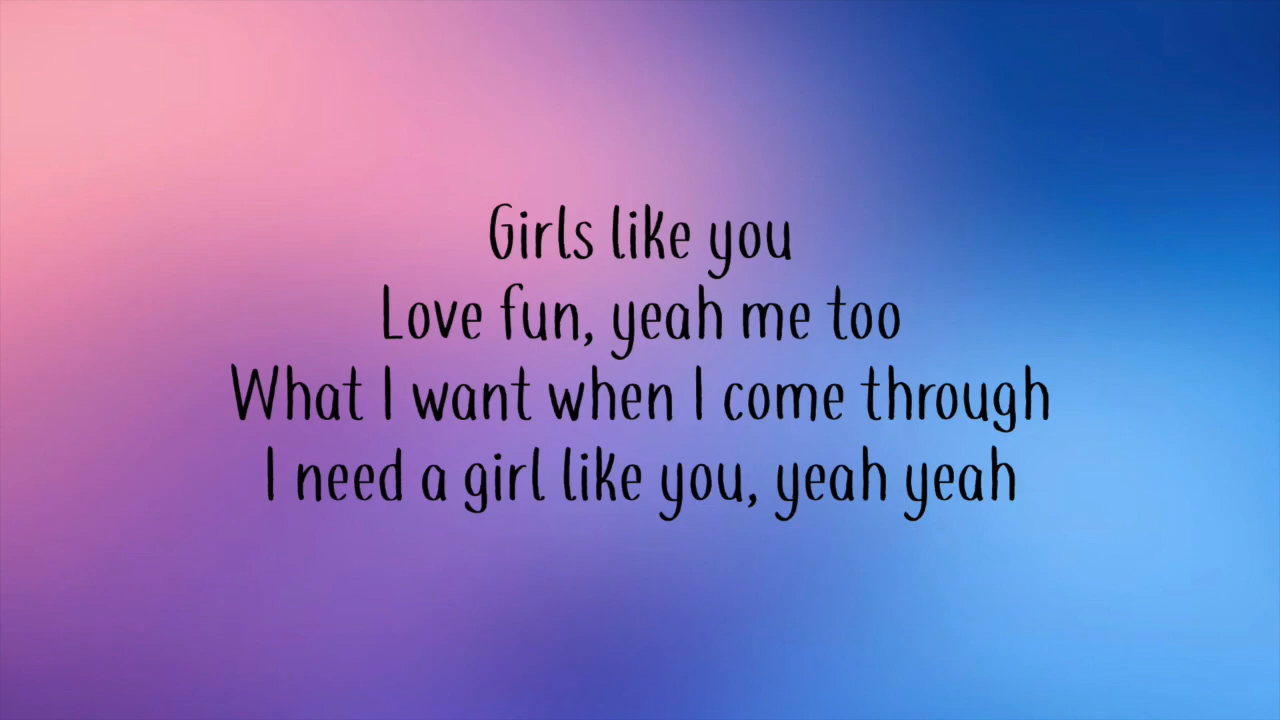 Girls like you
Love fun, yeah me too
What I want when I come through
I need a girl like you, yeah yeah